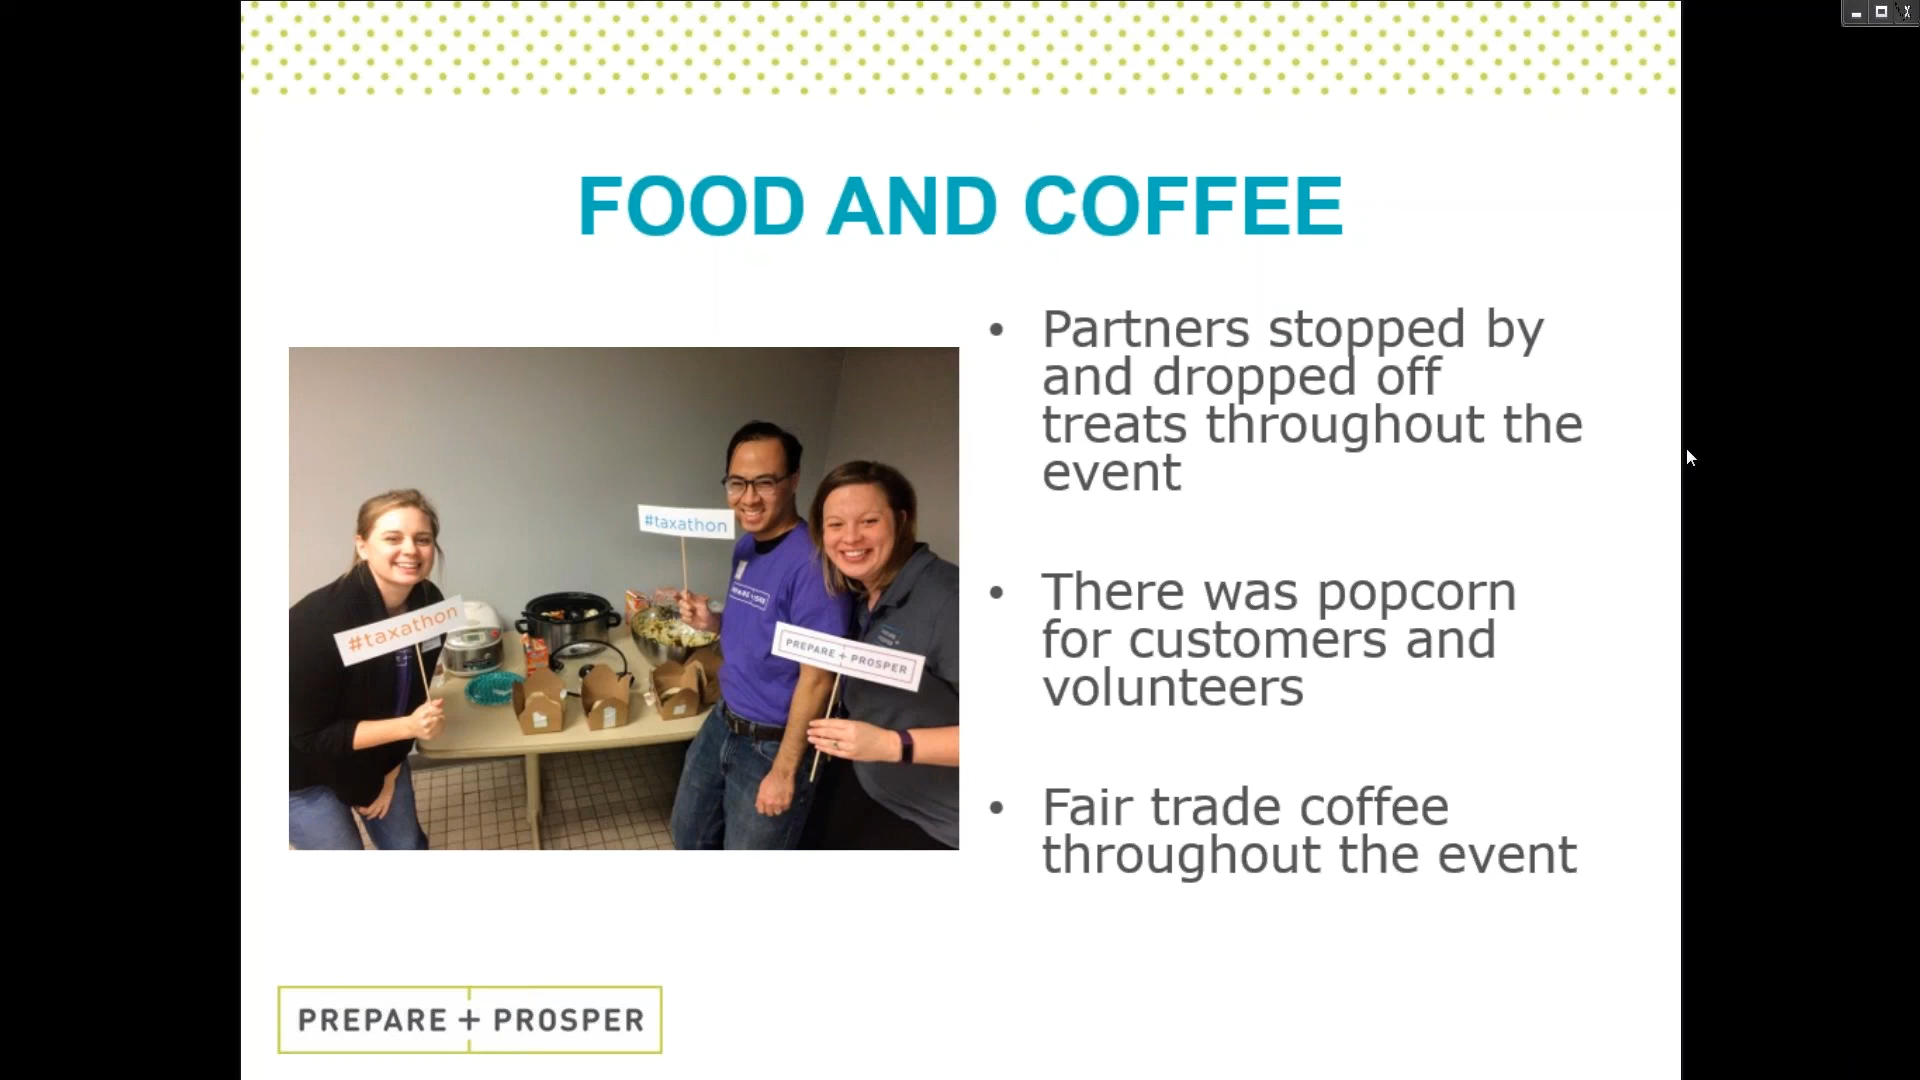 FOOD AND COFFEE
#taxathon
#taxathon
PREPARE + PROSPER
• Partners stopped by
and dropped off
treats throughout the
event
• There was popcorn
for customers and
volunteers
• Fair trade coffee
throughout the event
PREPARE + PROSPER